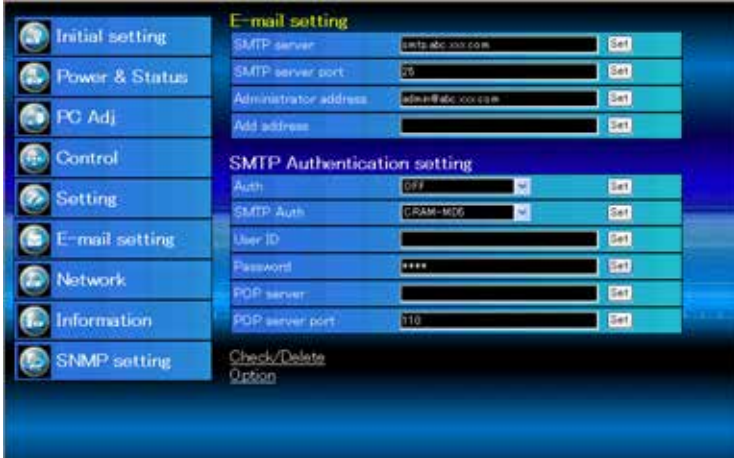 Initial setting
Power & Status
PC Adj
Control
Setting
E-mail setting
Network
Information
SNMP setting
E-mail setting
SMTP server smtp.abc.xxx.com Set
SMTP server port 25 Set
Administrator address admin@abc.xxx.com Set
Add address Set
SMTP Authentication setting
Auth OFF Set
SMTP Auth CRAM-MD5 Set
User ID Set
Password **** Set
POP server Set
POP server port 110 Set
Check/Delete
Option